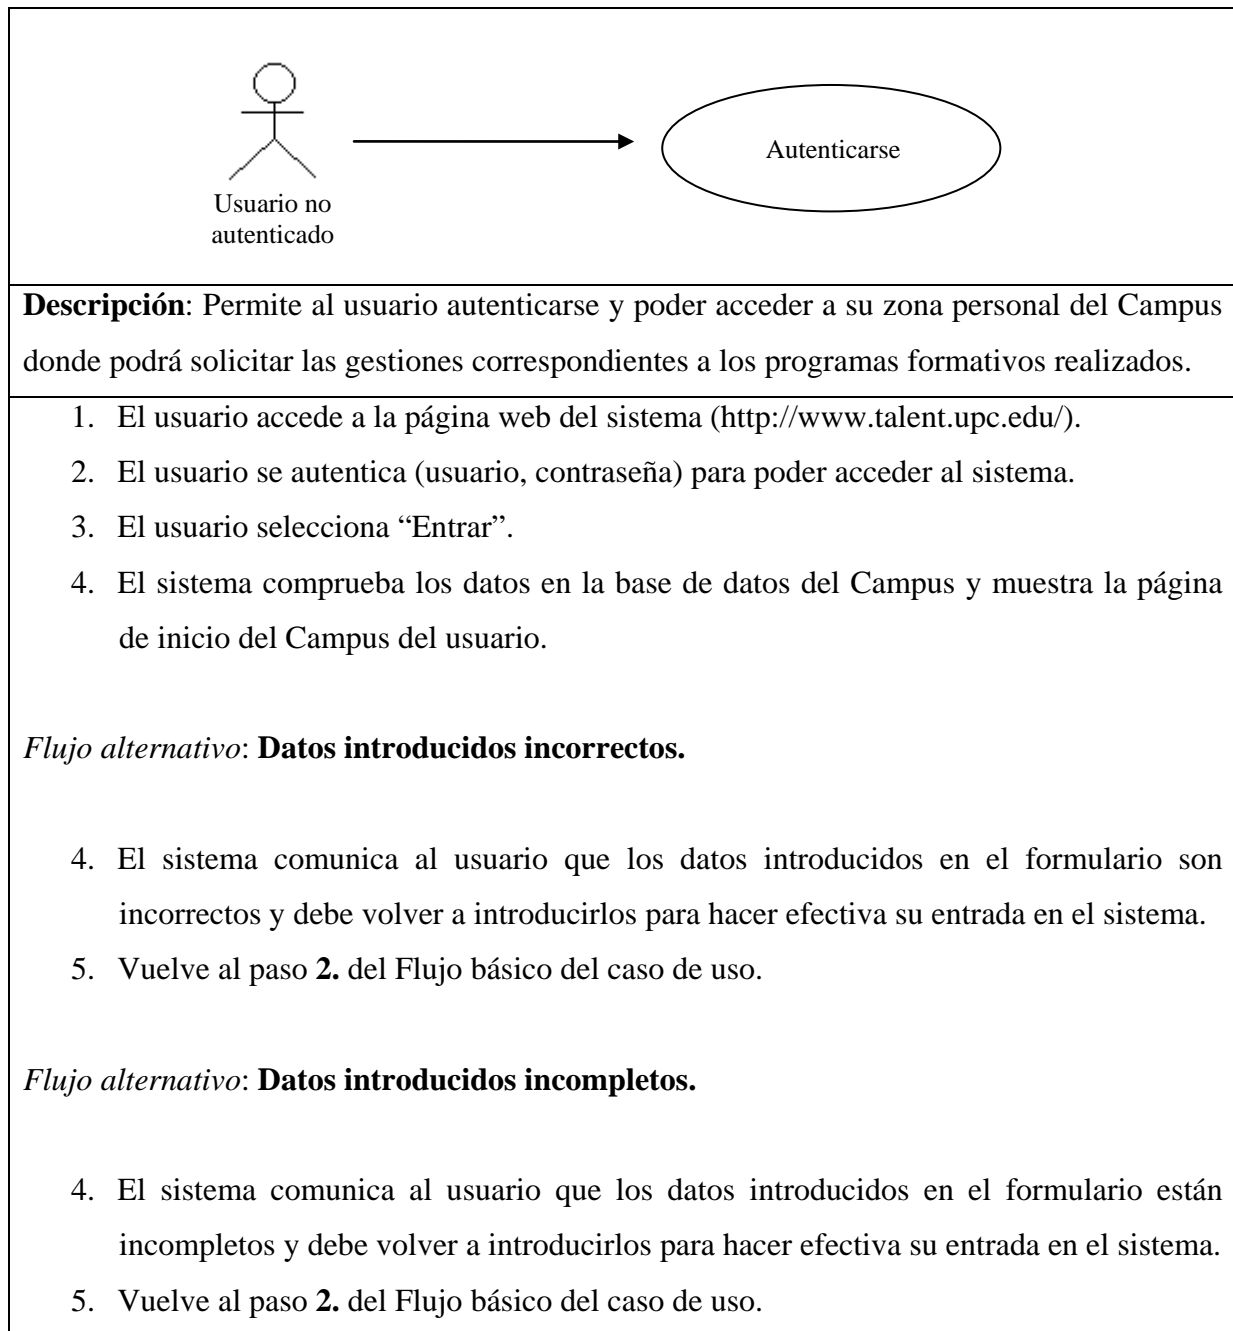 Usuario no
autenticado
Autenticarse
Descripción: Permite al usuario autenticarse y poder acceder a su zona personal del Campus
donde podrá solicitar las gestiones correspondientes a los programas formativos realizados.
1. El usuario accede a la página web del sistema (http://www.talent.upc.edu/).
2. El usuario se autentica (usuario, contraseña) para poder acceder al sistema.
3. El usuario selecciona “Entrar”.
4. El sistema comprueba los datos en la base de datos del Campus y muestra la página
de inicio del Campus del usuario.
Flujo alternativo: Datos introducidos incorrectos.
4. El sistema comunica al usuario que los datos introducidos en el formulario son
incorrectos y debe volver a introducirlos para hacer efectiva su entrada en el sistema.
5. Vuelve al paso 2. del Flujo básico del caso de uso.
Flujo alternativo: Datos introducidos incompletos.
4. El sistema comunica al usuario que los datos introducidos en el formulario están
incompletos y debe volver a introducirlos para hacer efectiva su entrada en el sistema.
5. Vuelve al paso 2. del Flujo básico del caso de uso.